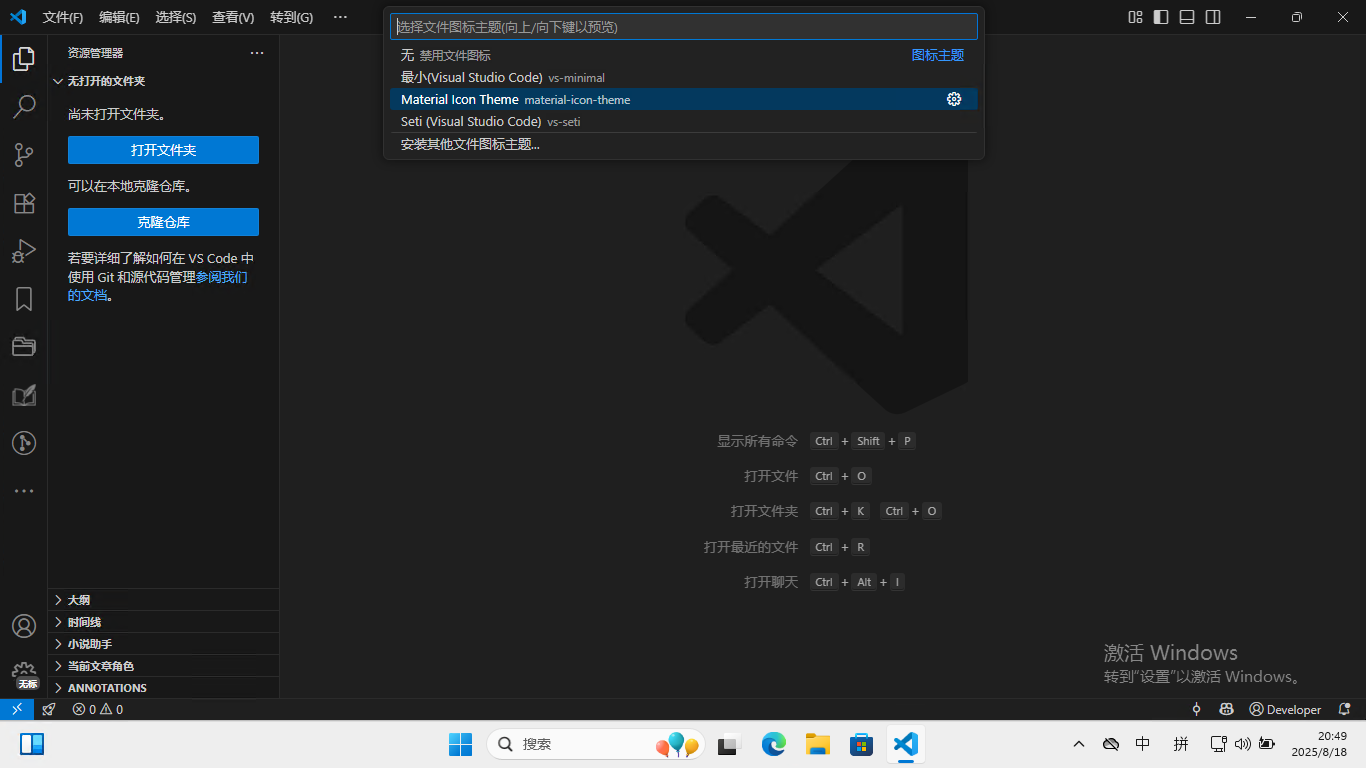 文件(F) 编辑(E) 选择(S) 查看(V) 转到(G) ···
选择文件图标主题(向上/向下键以预览)
无 禁用文件图标 图标主题
最小(Visual Studio Code) vs-minimal
Material Icon Theme material-icon-theme
Seti (Visual Studio Code) vs-seti
安装其他文件图标主题...
资源管理器 ···
无打开的文件夹
尚未打开文件夹。
打开文件夹
可以在本地克隆仓库。
克隆仓库
若要详细了解如何在 VS Code 中
使用 Git 和源代码管理参阅我们
的文档。
显示所有命令 Ctrl + Shift + P
打开文件 Ctrl + O
打开文件夹 Ctrl + K Ctrl + O
打开最近的文件 Ctrl + R
打开聊天 Ctrl + Alt + I
大纲
时间线
小说助手
当前文章角色
ANNOTATIONS
无标
激活 Windows
转到"设置"以激活 Windows。
0 0
Developer
搜索
中
拼
20:49
2025/8/18